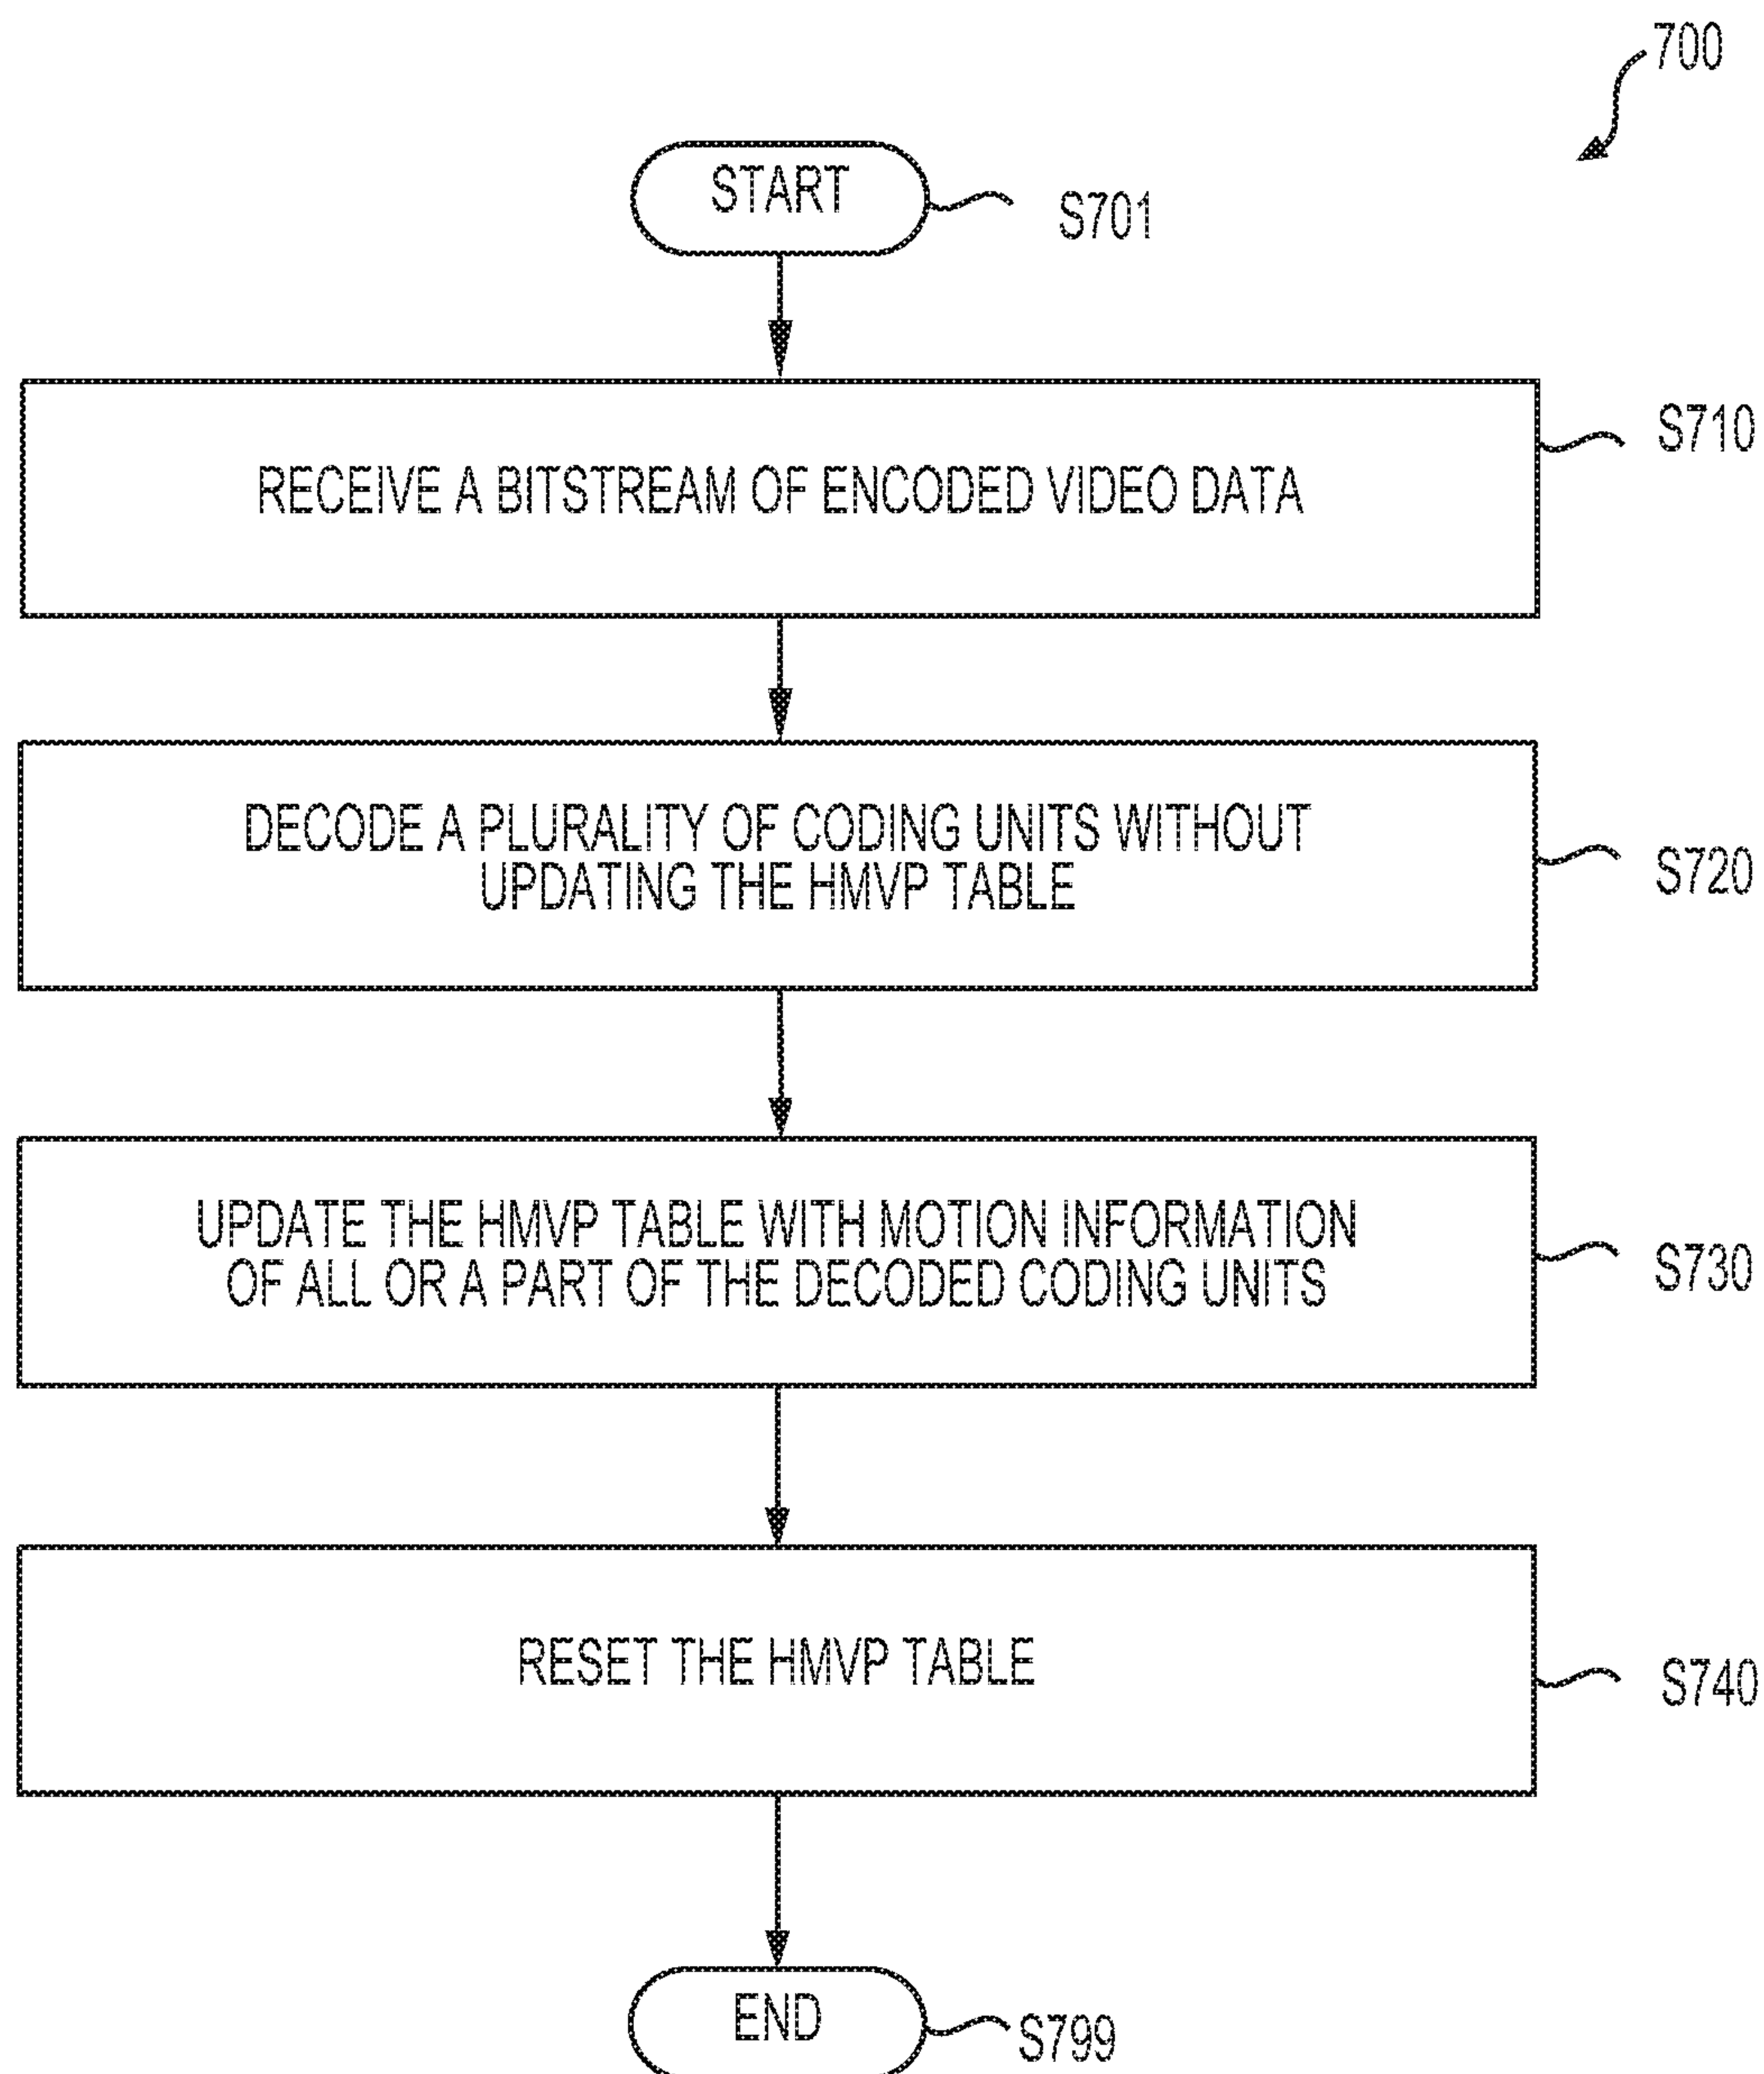 700
START
S701
RECEIVE A BITSTREAM OF ENCODED VIDEO DATA
S710
DECODE A PLURALITY OF CODING UNITS WITHOUT
UPDATING THE HMVP TABLE
S720
UPDATE THE HMVP TABLE WITH MOTION INFORMATION
OF ALL OR A PART OF THE DECODED CODING UNITS
S730
RESET THE HMVP TABLE
S740
END
S799